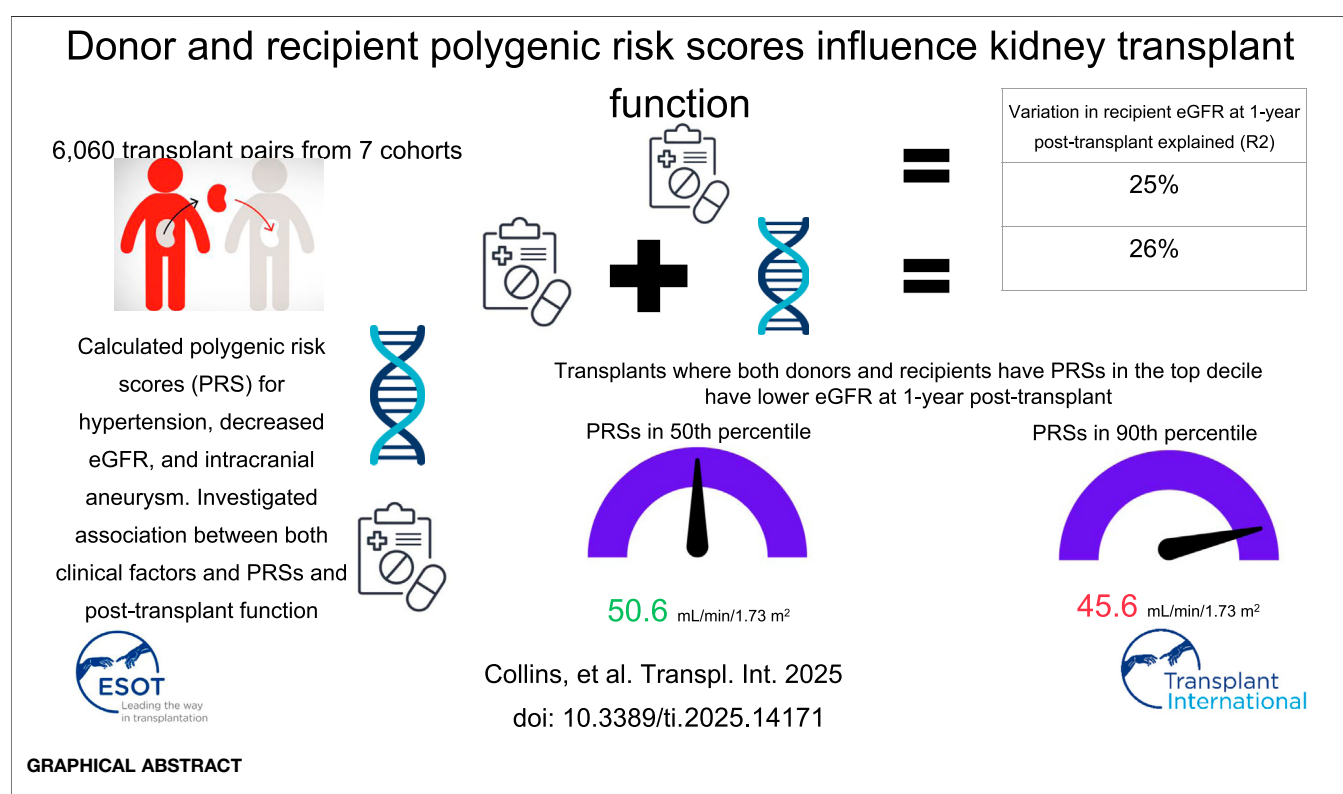 Donor and recipient polygenic risk scores influence kidney transplant
function
6,060 transplant pairs from 7 cohorts
Variation in recipient eGFR at 1-year
post-transplant explained (R2)
25%
26%
Calculated polygenic risk
scores (PRS) for
hypertension, decreased
eGFR, and intracranial
aneurysm. Investigated
association between both
clinical factors and PRSs and
post-transplant function
Transplants where both donors and recipients have PRSs in the top decile
have lower eGFR at 1-year post-transplant
PRSs in 50th percentile
50.6 mL/min/1.73 m²
PRSs in 90th percentile
45.6 mL/min/1.73 m²
ESOT
Leading the way
in transplantation
Collins, et al. Transpl. Int. 2025
doi: 10.3389/ti.2025.14171
Transplant
International
GRAPHICAL ABSTRACT